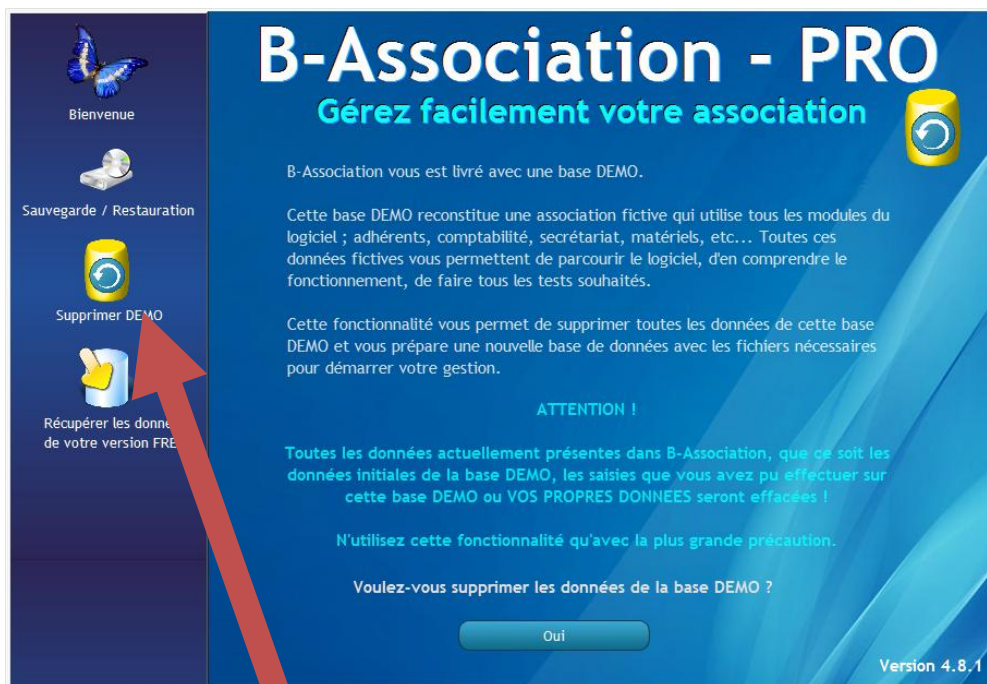 Bienvenue
Sauvegarde / Restauration
Supprimer DEMO
Récupérer les
de votre version
B-Association - PRO
Gérez facilement votre association
B-Association vous est livré avec une base DEMO.
Cette base DEMO reconstitue une association fictive qui utilise tous les modules du
logiciel ; adhérents, comptabilité, secrétariat, matériels, etc... Toutes ces
données fictives vous permettent de parcourir le logiciel, d'en comprendre le
fonctionnement, de faire tous les tests souhaités.
Cette fonctionnalité vous permet de supprimer toutes les données de cette base
DEMO et vous prépare une nouvelle base de données avec les fichiers nécessaires
pour démarrer votre gestion.
ATTENTION !
Toutes les données actuellement présentes dans B-Association, que ce soit les
données initiales de la base DEMO, les saisies que vous avez pu effectuer sur
cette base DEMO ou VOS PROPRES DONNEES seront effacées !
N'utilisez cette fonctionnalité qu'avec la plus grande précaution.
Voulez-vous supprimer les données de la base DEMO ?
Oui
Version 4.8.1